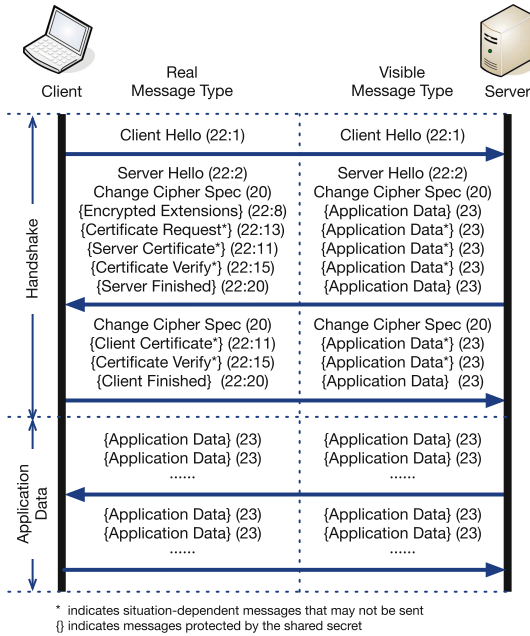 Client
Real
Message Type
Visible
Message Type
Server
Handshake
Client Hello (22:1)
Client Hello (22:1)
Server Hello (22:2)
Server Hello (22:2)
Change Cipher Spec (20)
Change Cipher Spec (20)
{Encrypted Extensions} (22:8)
{Application Data} (23)
{Certificate Request*} (22:13)
{Application Data*} (23)
{Server Certificate*} (22:11)
{Application Data*} (23)
{Certificate Verify*} (22:15)
{Application Data*} (23)
{Server Finished} (22:20)
{Application Data} (23)
Change Cipher Spec (20)
Change Cipher Spec (20)
{Client Certificate*} (22:11)
{Application Data*} (23)
{Certificate Verify*} (22:15)
{Application Data*} (23)
{Client Finished} (22:20)
{Application Data} (23)
Application
Data
{Application Data} (23)
{Application Data} (23)
{Application Data} (23)
{Application Data} (23)
......
......
{Application Data} (23)
{Application Data} (23)
{Application Data} (23)
{Application Data} (23)
......
......
* indicates situation-dependent messages that may not be sent
{} indicates messages protected by the shared secret